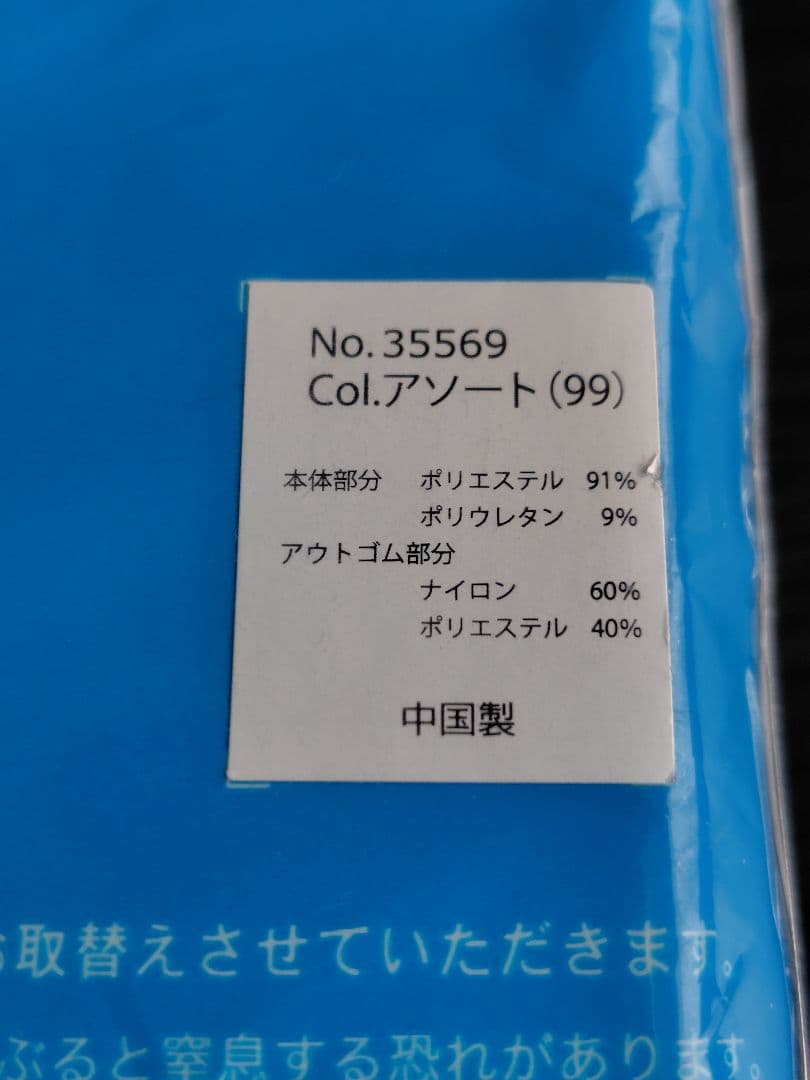 No.35569
Col.アソート(99)
本体部分 ポリエステル 91%
ポリウレタン 9%
アウトゴム部分
ナイロン 60%
ポリエステル 40%
中国製
お取替えさせていただきます。
ぶると窒息する恐れがあります。